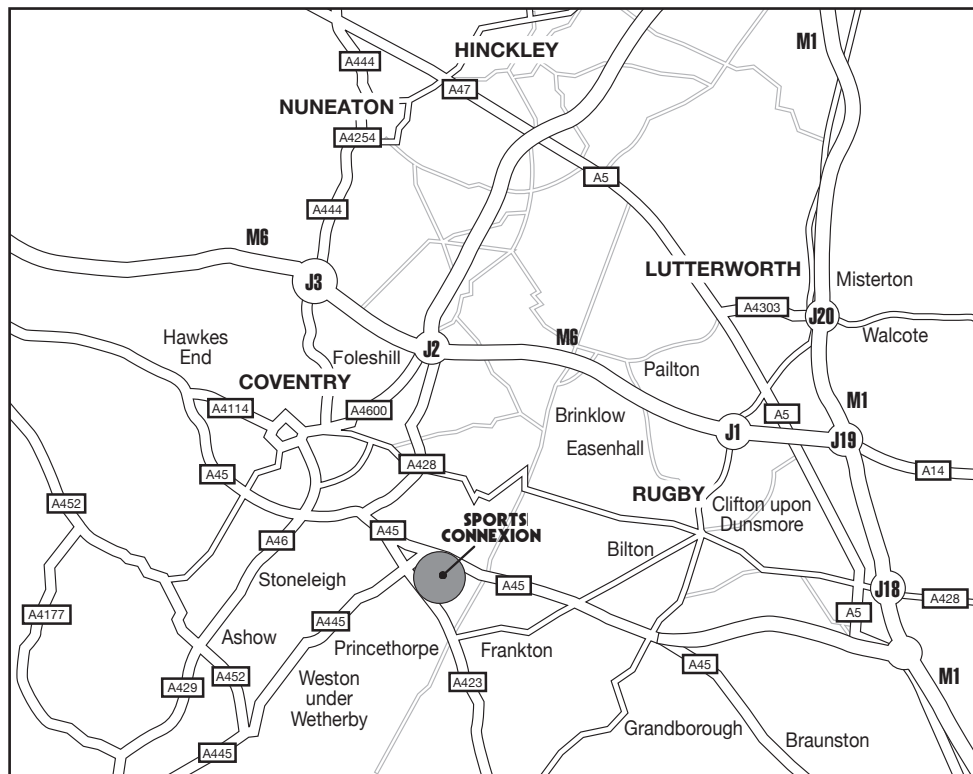 M1
HINCKLEY
A444
A47
NUNEATON
A4254
A5
A444
M6
LUTTERWORTH
Misterton
J3
A4303
J20
Hawkes
End
Foleshill
J2
M6
Walcote
Pailton
COVENTRY
A4114
A4600
Brinklow
A5
M1
J1
J19
Easenhall
A428
A45
A14
RUGBY
A452
Clifton upon
Dunsmore
SPORTS
CONNEXION
A45
A46
Bilton
Stoneleigh
A45
J18
A428
A4177
A445
A5
Ashow
Princethorpe
Frankton
A452
A429
Weston
under
Wetherby
A423
A45
M1
Grandborough
Braunston
A445